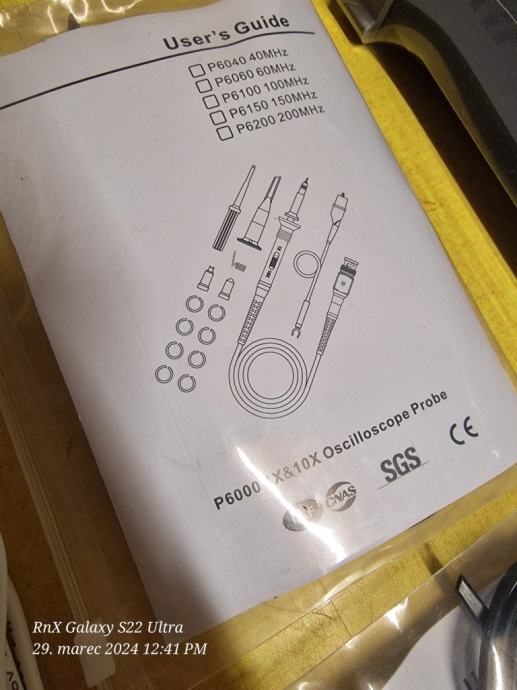 User's Guide
P6040 40MHz
P6060 60MHz
P6100 100MHz
P6150 150MHz
P6200 200MHz
P6000 1X&10X Oscilloscope Probe
CNAS
SGS
CE
RnX Galaxy S22 Ultra
29. marec 2024 12:41 PM